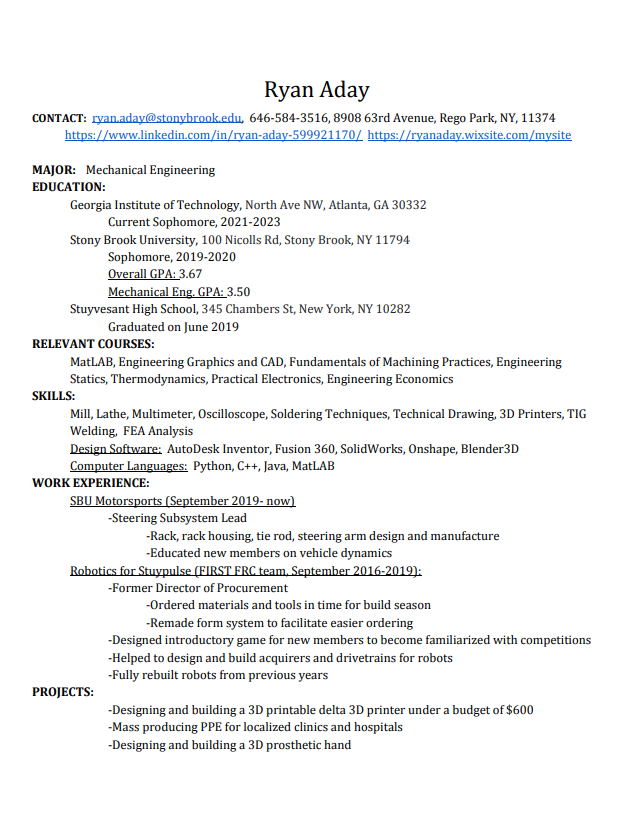 Ryan Aday
CONTACT: ryan.aday@stonybrook.edu, 646-584-3516, 8908 63rd Avenue, Rego Park, NY, 11374
https://www.linkedin.com/in/ryan-aday-599921170/ https://ryanaday.wixsite.com/mysite
MAJOR: Mechanical Engineering
EDUCATION:
Georgia Institute of Technology, North Ave NW, Atlanta, GA 30332
Current Sophomore, 2021-2023
Stony Brook University, 100 Nicolls Rd, Stony Brook, NY 11794
Sophomore, 2019-2020
Overall GPA: 3.67
Mechanical Eng. GPA: 3.50
Stuyvesant High School, 345 Chambers St, New York, NY 10282
Graduated on June 2019
RELEVANT COURSES:
MatLAB, Engineering Graphics and CAD, Fundamentals of Machining Practices, Engineering
Statics, Thermodynamics, Practical Electronics, Engineering Economics
SKILLS:
Mill, Lathe, Multimeter, Oscilloscope, Soldering Techniques, Technical Drawing, 3D Printers, TIG
Welding, FEA Analysis
Design Software: AutoDesk Inventor, Fusion 360, SolidWorks, Onshape, Blender3D
Computer Languages: Python, C++, Java, MatLAB
WORK EXPERIENCE:
SBU Motorsports (September 2019- now)
-Steering Subsystem Lead
-Rack, rack housing, tie rod, steering arm design and manufacture
-Educated new members on vehicle dynamics
Robotics for Stuypulse (FIRST FRC team, September 2016-2019):
-Former Director of Procurement
-Ordered materials and tools in time for build season
-Remade form system to facilitate easier ordering
-Designed introductory game for new members to become familiarized with competitions
-Helped to design and build acquirers and drivetrains for robots
-Fully rebuilt robots from previous years
PROJECTS:
-Designing and building a 3D printable delta 3D printer under a budget of $600
-Mass producing PPE for localized clinics and hospitals
-Designing and building a 3D prosthetic hand